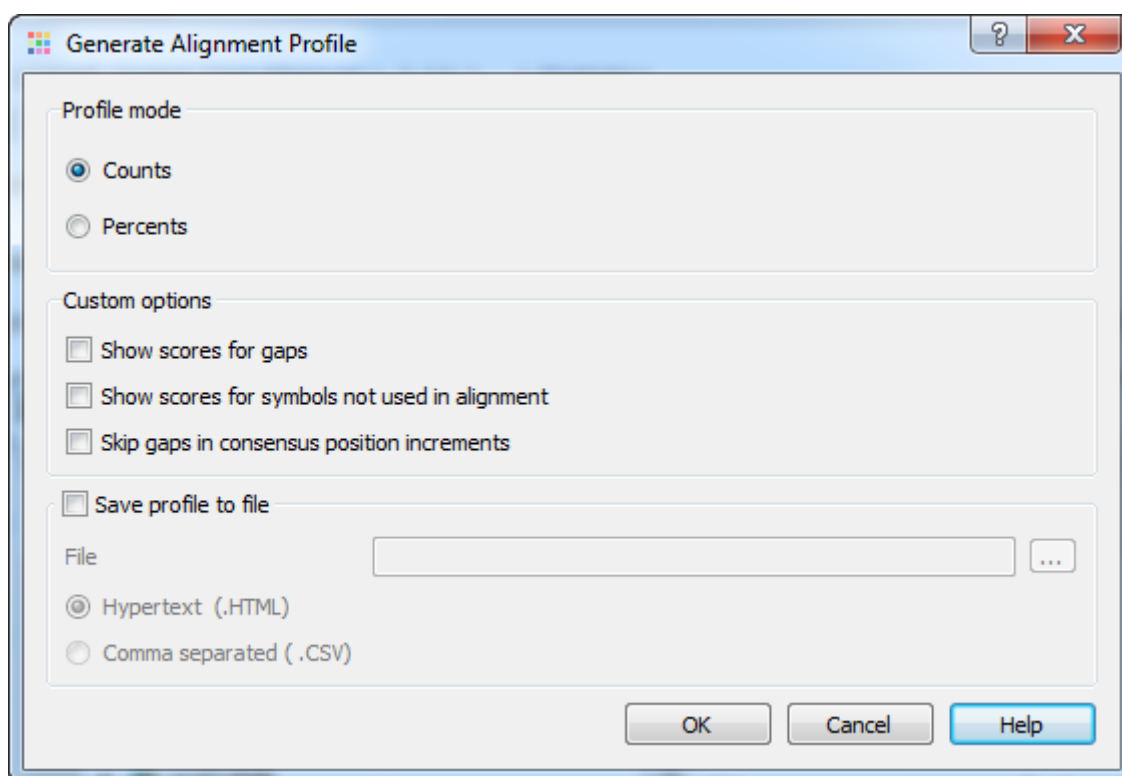 Generate Alignment Profile
Profile mode
Counts
Percents
Custom options
Show scores for gaps
Show scores for symbols not used in alignment
Skip gaps in consensus position increments
Save profile to file
File
...
Hypertext (.HTML)
Comma separated ( .CSV)
OK Cancel Help